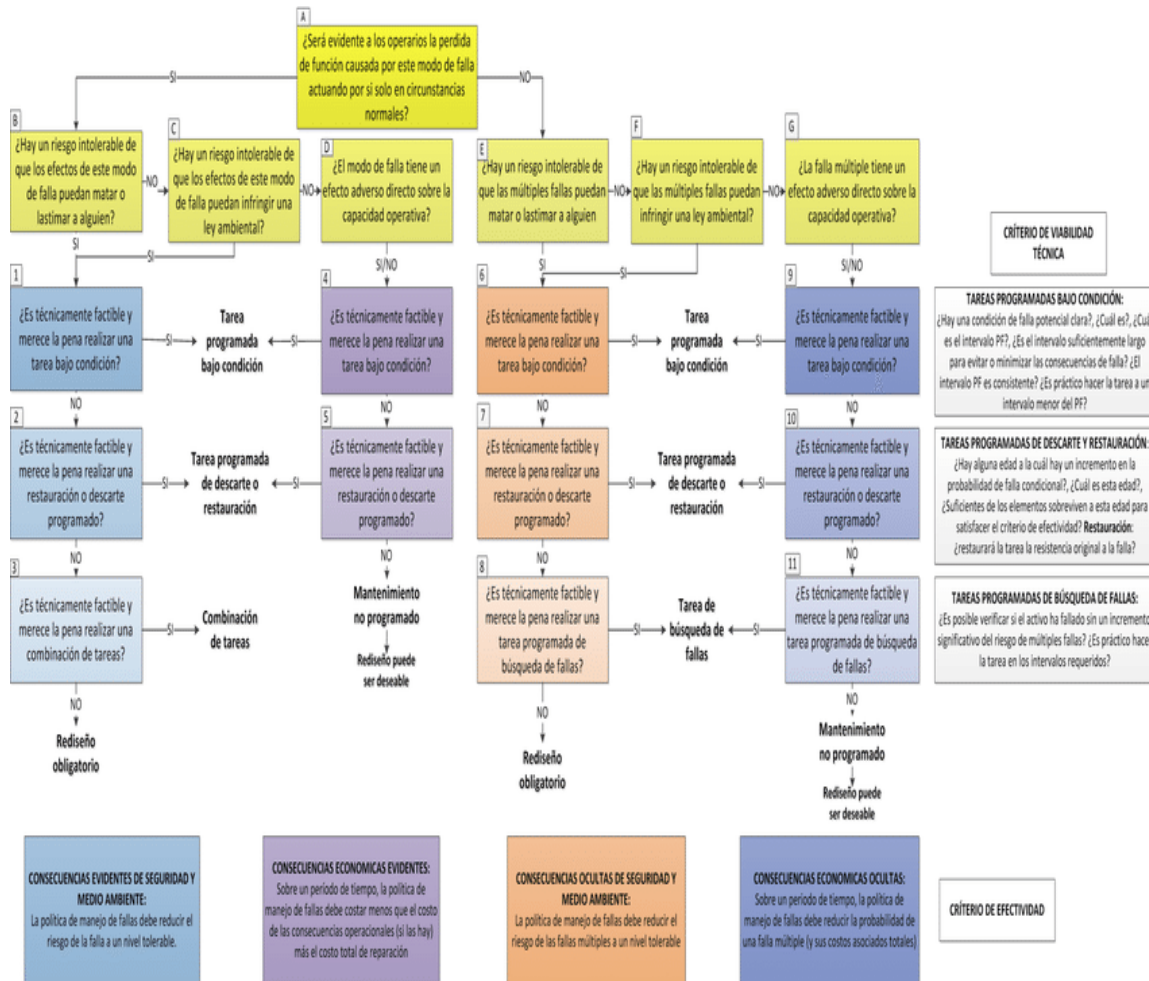 A
¿Será evidente a los operarios la perdida
de función causada por este modo de falla
actuando por si solo en circunstancias
normales?
SI
NO
B
¿Hay un riesgo intolerable de
que los efectos de este modo
de falla puedan matar o
lastimar a alguien?
NO
C
¿Hay un riesgo intolerable de
que los efectos de este modo
de falla puedan infringir una
ley ambiental?
NO
D
¿El modo de falla tiene un
efecto adverso directo sobre la
capacidad operativa?
E
¿Hay un riesgo intolerable de
que las múltiples fallas puedan
matar o lastimar a alguien
NO
F
¿Hay un riesgo intolerable de
que las múltiples fallas puedan
infringir una ley ambiental?
NO
G
¿La falla múltiple tiene un
efecto adverso directo sobre la
capacidad operativa?
CRÍTERIO DE VIABILIDAD
TÉCNICA
SI
SI
SI/NO
SI
SI
SI/NO
1
¿Es técnicamente factible y
merece la pena realizar una
tarea bajo condición?
SI
Tarea
programada
bajo condición
SI
4
¿Es técnicamente factible y
merece la pena realizar una
tarea bajo condición?
6
¿Es técnicamente factible y
merece la pena realizar una
tarea bajo condición?
SI
Tarea
programada
bajo condición
SI
9
¿Es técnicamente factible y
merece la pena realizar una
tarea bajo condición?
TAREAS PROGRAMADAS BAJO CONDICIÓN:
¿Hay una condición de falla potencial clara?, ¿Cuál es?, ¿Cuá
es el intervalo PF?, ¿Es el intervalo suficientemente largo
para evitar o minimizar las consecuencias de falla? ¿El
intervalo PF es consistente? ¿Es práctico hacer la tarea a un
intervalo menor del PF?
NO
NO
NO
NO
2
¿Es técnicamente factible y
merece la pena realizar una
restauración o descarte
programado?
SI
Tarea programada
de descarte o
restauración
SI
5
¿Es técnicamente factible y
merece la pena realizar una
restauración o descarte
programado?
7
¿Es técnicamente factible y
merece la pena realizar una
restauración o descarte
programado?
SI
Tarea programada
de descarte o
restauración
SI
10
¿Es técnicamente factible y
merece la pena realizar una
restauración o descarte
programado?
TAREAS PROGRAMADAS DE DESCARTE Y RESTAURACIÓN:
¿Hay alguna edad a la cuál hay un incremento en la
probabilidad de falla condicional?, ¿Cuál es esta edad?,
¿Suficientes de los elementos sobreviven a esta edad para
satisfacer el criterio de efectividad? Restauración:
¿restaurará la tarea la resistencia original a la falla?
NO
NO
NO
NO
3
¿Es técnicamente factible y
merece la pena realizar una
combinación de tareas?
SI
Combinación
de tareas
Mantenimiento
no programado
Rediseño puede
ser deseable
8
¿Es técnicamente factible y
merece la pena realizar una
tarea programada de
búsqueda de fallas?
SI
Tarea de
búsqueda de
fallas
SI
11
¿Es técnicamente factible y
merece la pena realizar una
tarea programada de búsqueda
de fallas?
TAREAS PROGRAMADAS DE BÚSQUEDA DE FALLAS:
¿Es posible verificar si el activo ha fallado sin un incremento
significativo del riesgo de múltiples fallas? ¿Es práctico hacer
la tarea en los intervalos requeridos?
NO
Rediseño
obligatorio
NO
Rediseño
obligatorio
NO
Mantenimiento
no programado
Rediseño puede
ser deseable
CONSECUENCIAS EVIDENTES DE SEGURIDAD Y
MEDIO AMBIENTE:
La política de manejo de fallas debe reducir el
riesgo de la falla a un nivel tolerable.
CONSECUENCIAS ECONOMICAS EVIDENTES:
Sobre un período de tiempo, la política de
manejo de fallas debe costar menos que el costo
de las consecuencias operacionales (si las hay)
más el costo total de reparación
CONSECUENCIAS OCULTAS DE SEGURIDAD Y
MEDIO AMBIENTE:
La política de manejo de fallas debe reducir el
riesgo de las fallas múltiples a un nivel tolerable
CONSECUENCIAS ECONOMICAS OCULTAS:
Sobre un período de tiempo, la política de
manejo de fallas debe reducir la probabilidad de
una falla múltiple (y sus costos asociados totales)
CRÍTERIO DE EFECTIVIDAD